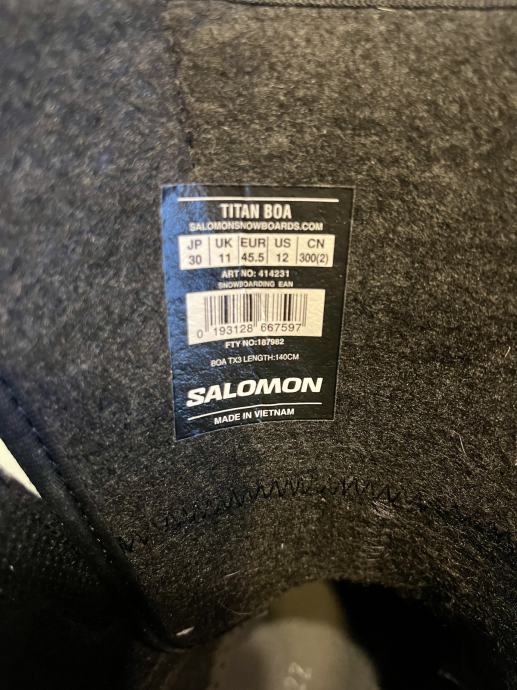 TITAN BOA
SALOMONSNOWBOARDS.COM
JP UK EUR US CN
30 11 45.5 12 300(2)
ART NO: 414231
SNOWBOARDING EAN
0 193128 667597
FTY NO:187982
BOA TX3 LENGTH:140CM
SALOMON
MADE IN VIETNAM